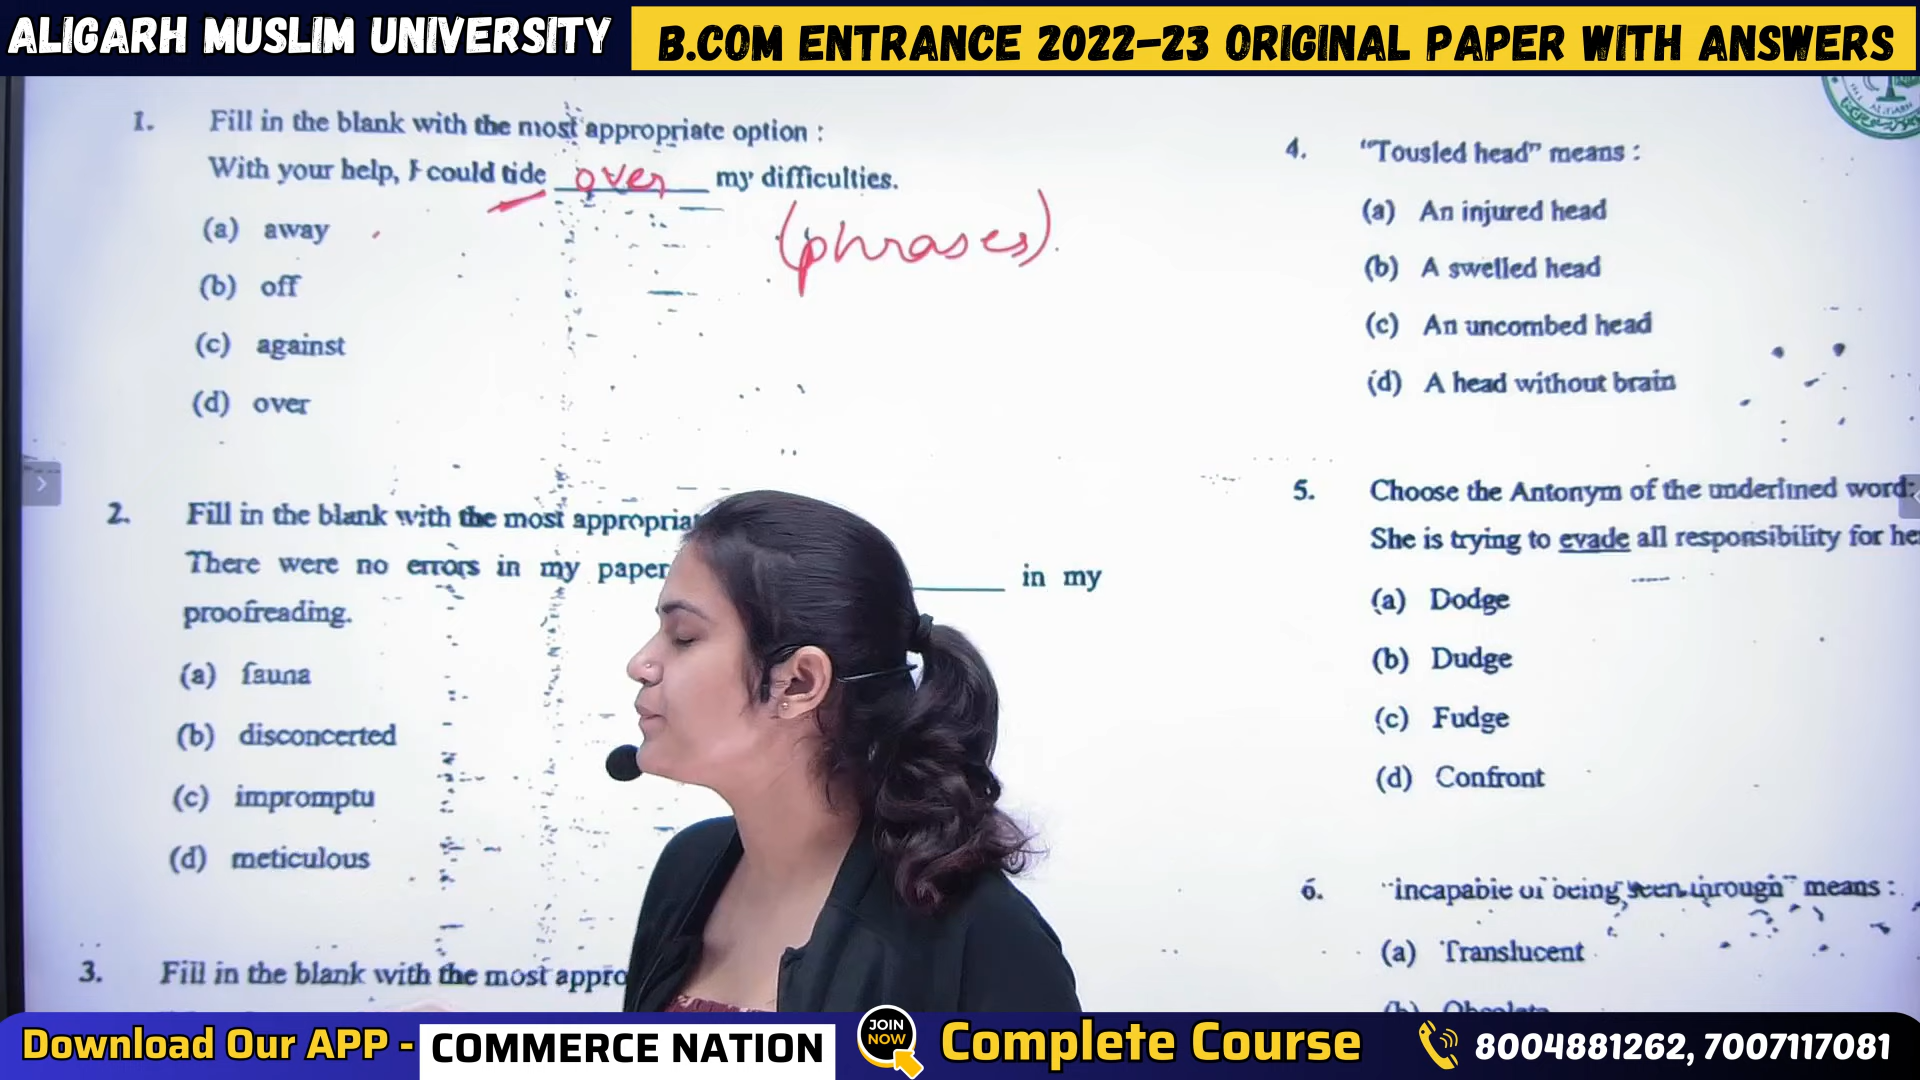 ALIGARH MUSLIM UNIVERSITY
B.COM ENTRANCE 2022-23 ORIGINAL PAPER WITH ANSWERS
1. Fill in the blank with the most appropriate option :
With your help, I could tide over my difficulties.
(phrases).
(a) away
(b) off
(c) against
(d) over
2. Fill in the blank with the most
There were no errors in my paper in my
proofreading.
(a) fauna
(b) disconcerted
(c) impromptu
(d) meticulous
3. Fill in the blank with the most
4. "Tousled head" means :
(a) An injured head
(b) A swelled head
(c) An uncombed head
(d) A head without brain
5. Choose the Antonym of the underlined word:
She is trying to evade all responsibility for
(a) Dodge
(b) Dudge
(c) Fudge
(d) Confront
6. "incapable of being seen through" means :
(a) Translucent
Download Our APP - COMMERCE NATION
JOIN
NOW
Complete Course
8004881262, 7007117081